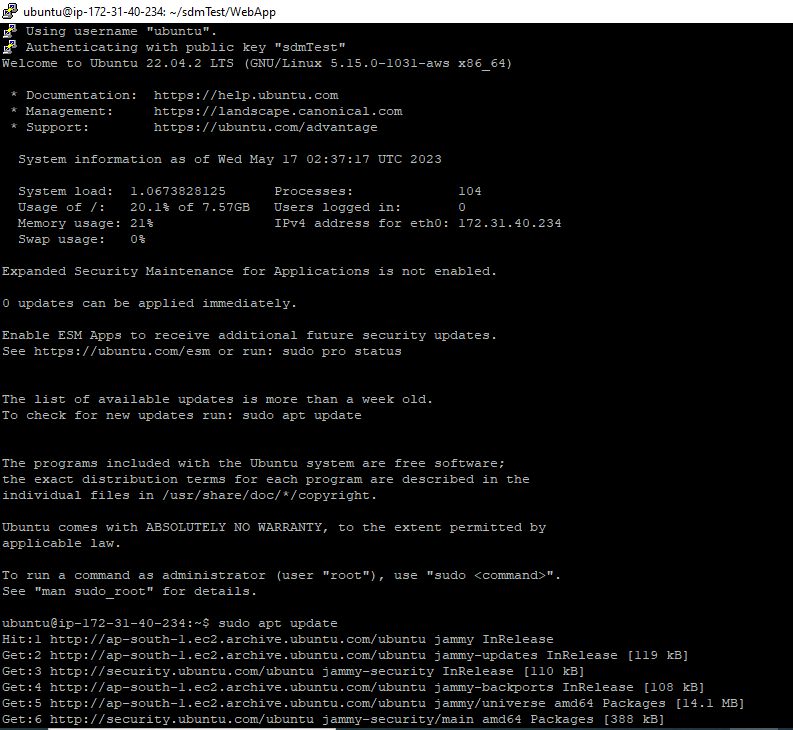 ubuntu@ip-172-31-40-234: ~/sdmTest/WebApp
Using username "ubuntu".
Authenticating with public key "sdmTest"
Welcome to Ubuntu 22.04.2 LTS (GNU/Linux 5.15.0-1031-aws x86_64)
* Documentation:  https://help.ubuntu.com
* Management:     https://landscape.canonical.com
* Support:        https://ubuntu.com/advantage
System information as of Wed May 17 02:37:17 UTC 2023
System load:  1.0673828125      Processes:             104
Usage of /:   20.1% of 7.57GB   Users logged in:       0
Memory usage: 21%               IPv4 address for eth0: 172.31.40.234
Swap usage:   0%
Expanded Security Maintenance for Applications is not enabled.
0 updates can be applied immediately.
Enable ESM Apps to receive additional future security updates.
See https://ubuntu.com/esm or run: sudo pro status
The list of available updates is more than a week old.
To check for new updates run: sudo apt update
The programs included with the Ubuntu system are free software;
the exact distribution terms for each program are described in the
individual files in /usr/share/doc/*/copyright.
Ubuntu comes with ABSOLUTELY NO WARRANTY, to the extent permitted by
applicable law.
To run a command as administrator (user "root"), use "sudo <command>".
See "man sudo_root" for details.
ubuntu@ip-172-31-40-234:~$ sudo apt update
Hit:1 http://ap-south-1.ec2.archive.ubuntu.com/ubuntu jammy InRelease
Get:2 http://ap-south-1.ec2.archive.ubuntu.com/ubuntu jammy-updates InRelease [119 kB]
Get:3 http://security.ubuntu.com/ubuntu jammy-security InRelease [110 kB]
Get:4 http://ap-south-1.ec2.archive.ubuntu.com/ubuntu jammy-backports InRelease [108 kB]
Get:5 http://ap-south-1.ec2.archive.ubuntu.com/ubuntu jammy/universe amd64 Packages [14.1 MB]
Get:6 http://security.ubuntu.com/ubuntu jammy-security/main amd64 Packages [388 kB]